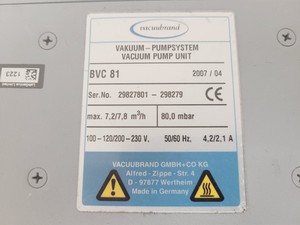 vacuubrand
VAKUUM - PUMPSYSTEM
VACUUM PUMP UNIT
BVC 81 2007 / 04
Ser.No. 29827801 - 298279 CE
max. 7,2/7,8 m³/h 80,0 mbar
100-120/200-230 V, 50/60 Hz, 4,2/2,1 A
VACUUBRAND GMBH+CO KG
Alfred - Zippe - Str. 4
D - 97877 Wertheim
Made in Germany
1223